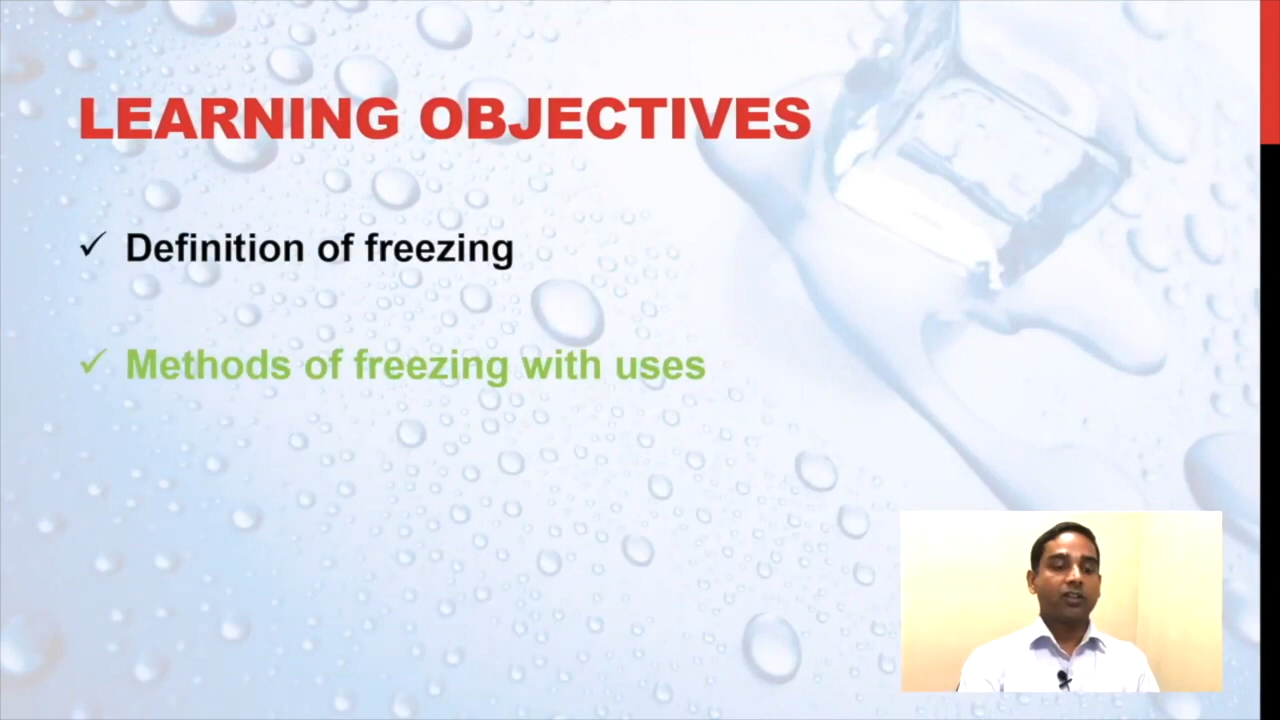 LEARNING OBJECTIVES
✓ Definition of freezing
✓ Methods of freezing with uses